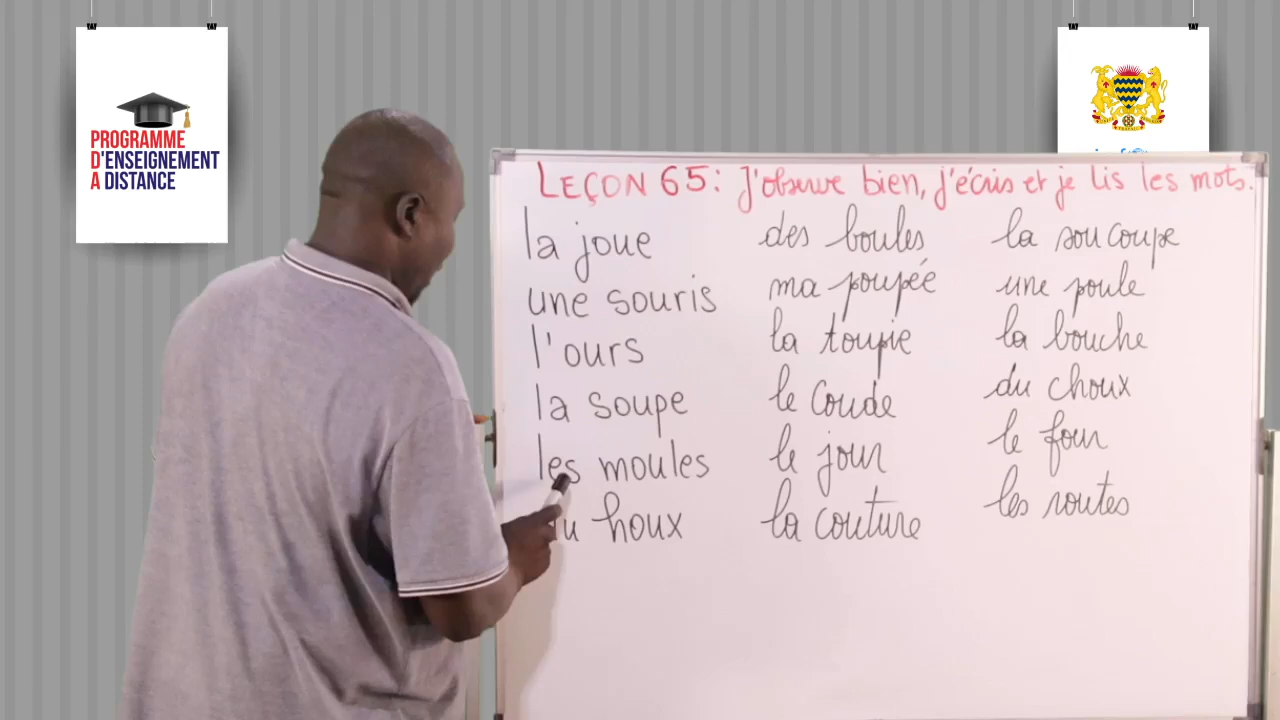 PROGRAMME
D'ENSEIGNEMENT
A DISTANCE
LEÇON 65: J'observe bien, j'écris et je lis les mots.
la joue
une souris
l'ours
la soupe
les moules
du houx
des boules
ma poupée
la toupie
le coude
le jour
la couture
la soucoupe
une poule
la bouche
du choux
le four
les routes